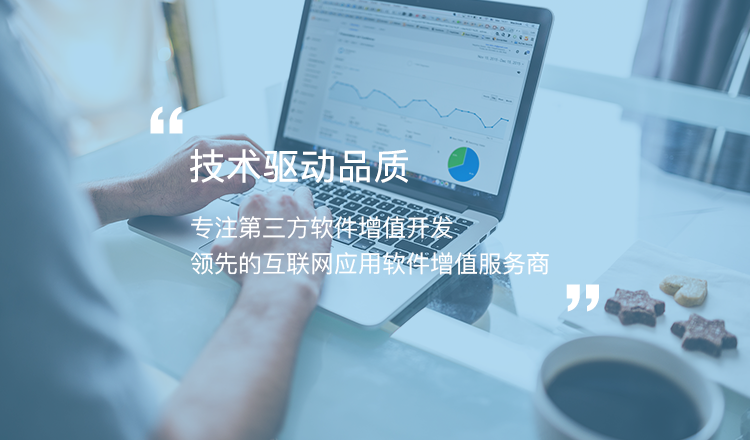 “
技术驱动品质
专注第三方软件增值开发
领先的互联网应用软件增值服务商
”